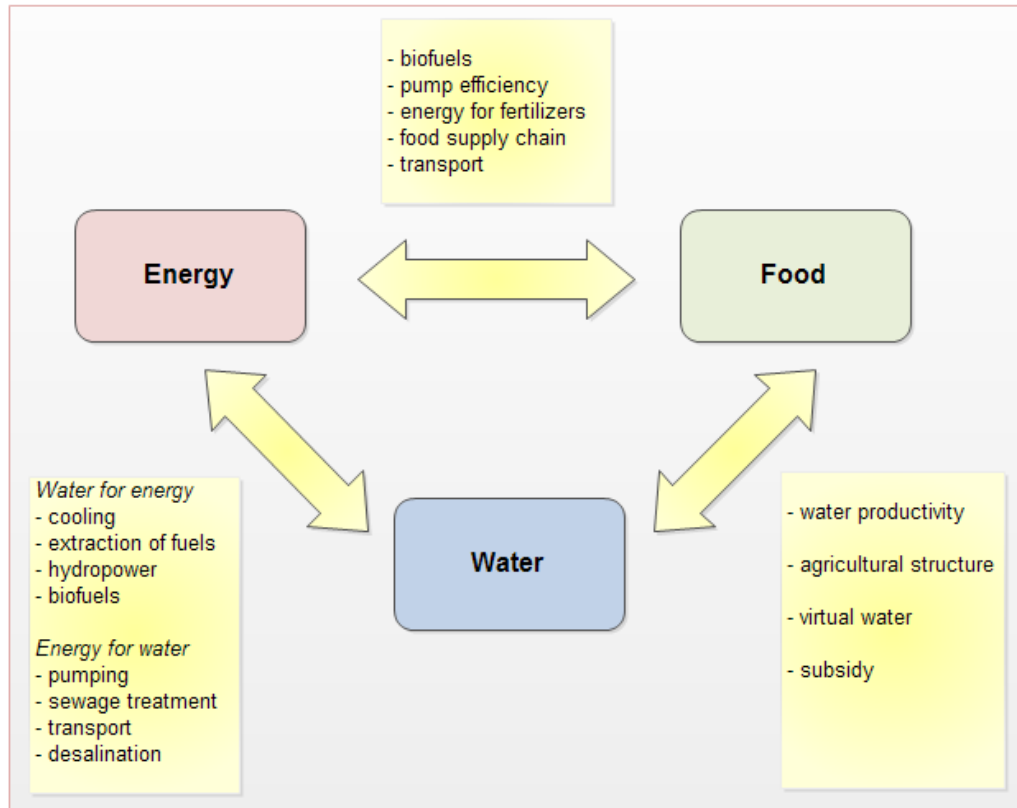 - biofuels
- pump efficiency
- energy for fertilizers
- food supply chain
- transport
Energy
Food
Water for energy
- cooling
- extraction of fuels
- hydropower
- biofuels
Energy for water
- pumping
- sewage treatment
- transport
- desalination
Water
- water productivity
- agricultural structure
- virtual water
- subsidy